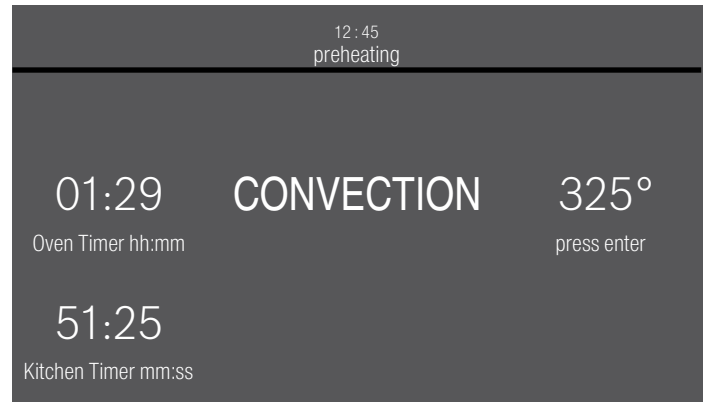 12:45
preheating
01:29 CONVECTION 325°
Oven Timer hh:mm press enter
51:25
Kitchen Timer mm:ss